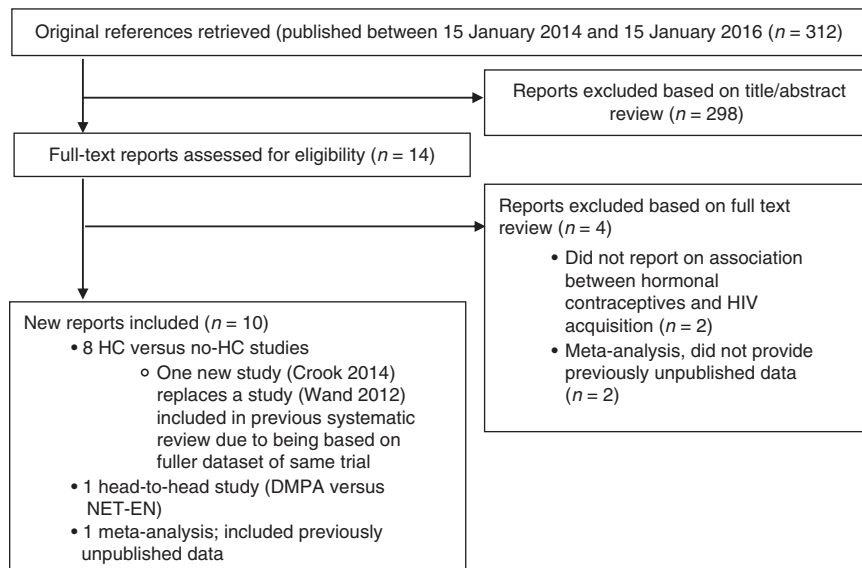 Original references retrieved (published between 15 January 2014 and 15 January 2016 (n = 312)
Reports excluded based on title/abstract
review (n = 298)
Full-text reports assessed for eligibility (n = 14)
Reports excluded based on full text
review (n = 4)
• Did not report on association
between hormonal
contraceptives and HIV
acquisition (n = 2)
• Meta-analysis, did not provide
previously unpublished data
(n = 2)
New reports included (n = 10)
• 8 HC versus no-HC studies
o One new study (Crook 2014)
replaces a study (Wand 2012)
included in previous systematic
review due to being based on
fuller dataset of same trial
• 1 head-to-head study (DMPA versus
NET-EN)
• 1 meta-analysis; included previously
unpublished data